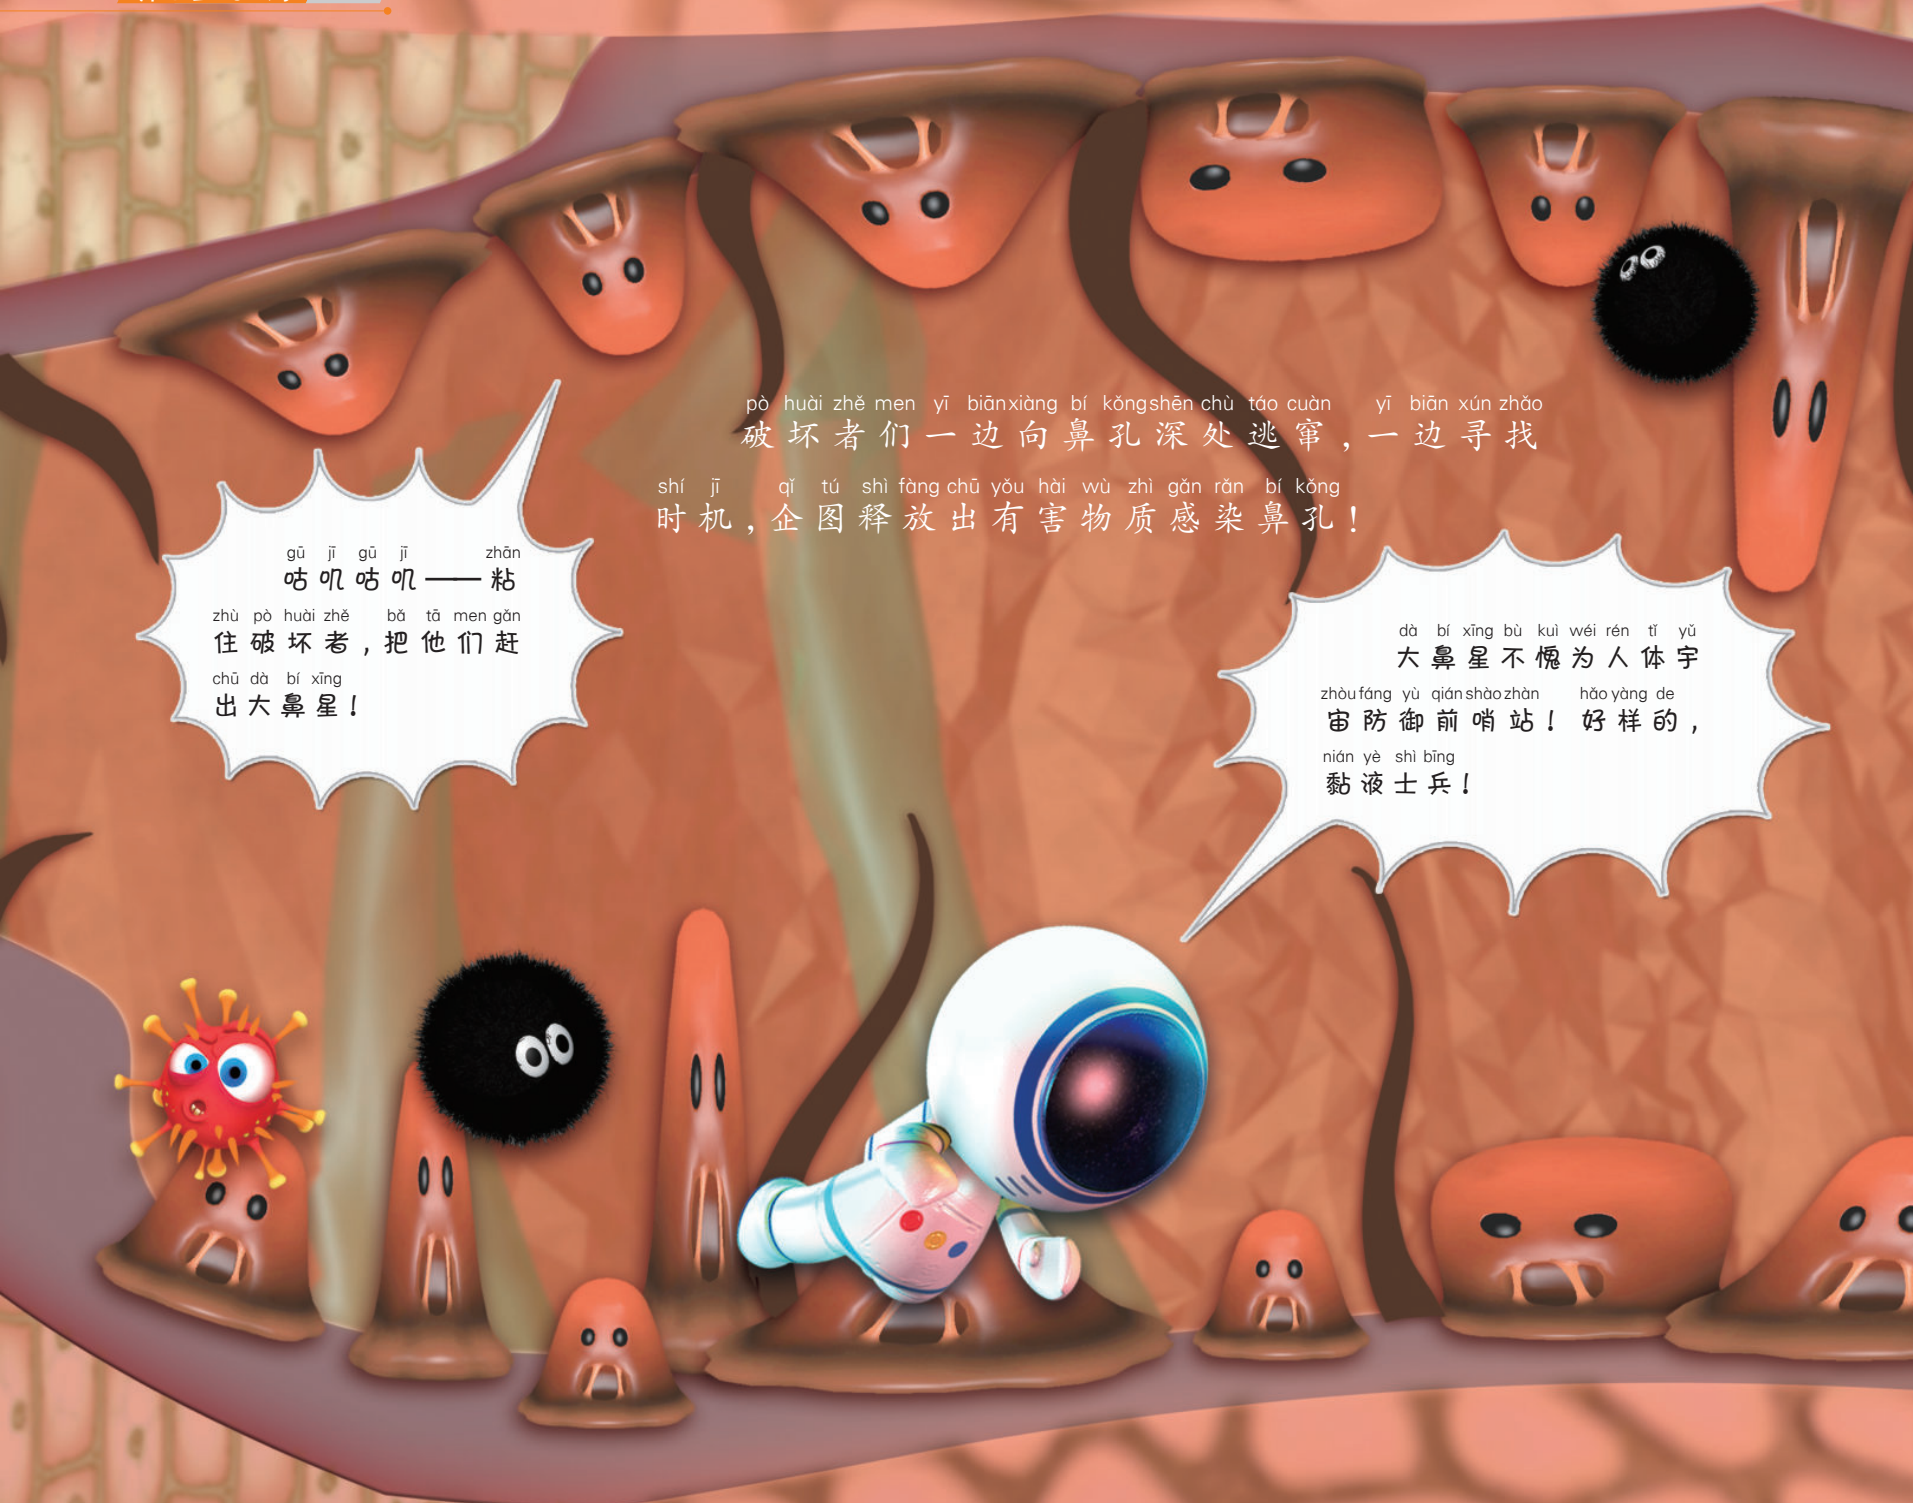 pò huài zhě men yī biān xiàng bí kǒng shēn chù táo cuàn yī biān xún zhǎo
破坏者们一边向鼻孔深处逃窜，一边寻找
shí jī qǐ tú shì fàng chū yǒu hài wù zhì gǎn rǎn bí kǒng
时机，企图释放出有害物质感染鼻孔！
gū jī gū jī zhān
咕叽咕叽——粘
zhù pò huài zhě bǎ tā men gǎn
住破坏者，把他们赶
chū dà bí xīng
出大鼻星！
dà bí xīng bù kuì wéi rén tǐ yǔ
大鼻星不愧为人体宇
zhòu fáng yù qián shào zhàn hǎo yàng de
宙防御前哨站！好样的，
nián yè shì bīng
黏液士兵！